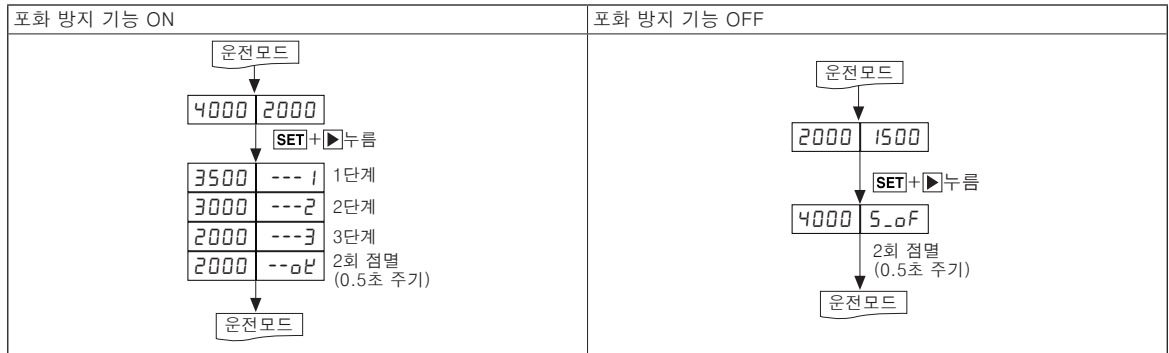 포화 방지 기능 ON
운전모드
4000 2000
SET+▶누름
3500 ---1 1단계
3000 ---2 2단계
2000 ---3 3단계
2000 --oK 2회 점멸
(0.5초 주기)
운전모드
포화 방지 기능 OFF
운전모드
2000 1500
SET+▶누름
4000 S_oF
2회 점멸
(0.5초 주기)
운전모드